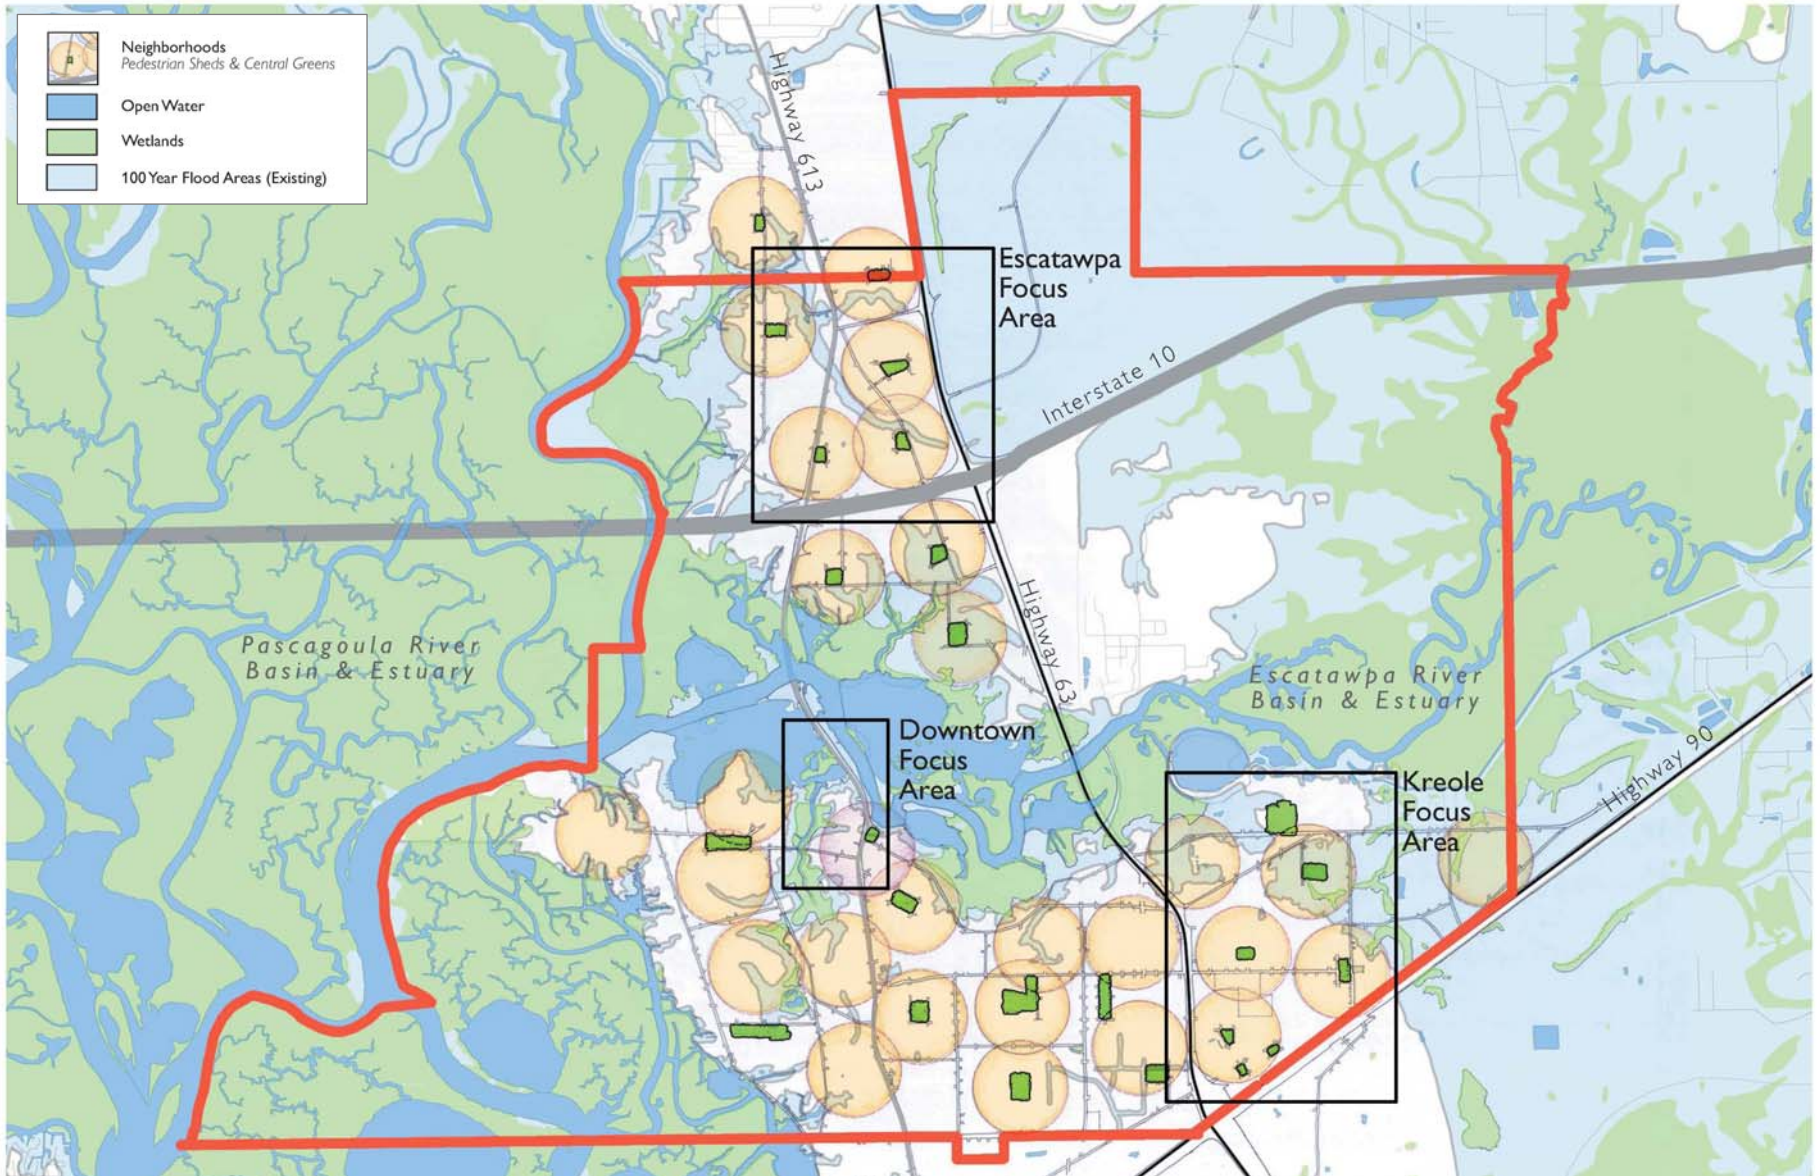 Neighborhoods
Pedestrian Sheds & Central Greens
Open Water
Wetlands
100 Year Flood Areas (Existing)
Highway 613
Escatawpa
Focus
Area
Interstate 10
Highway 63
Pascagoula River
Basin & Estuary
Escatawpa River
Basin & Estuary
Downtown
Focus
Area
Highway 90
Kreole
Focus
Area